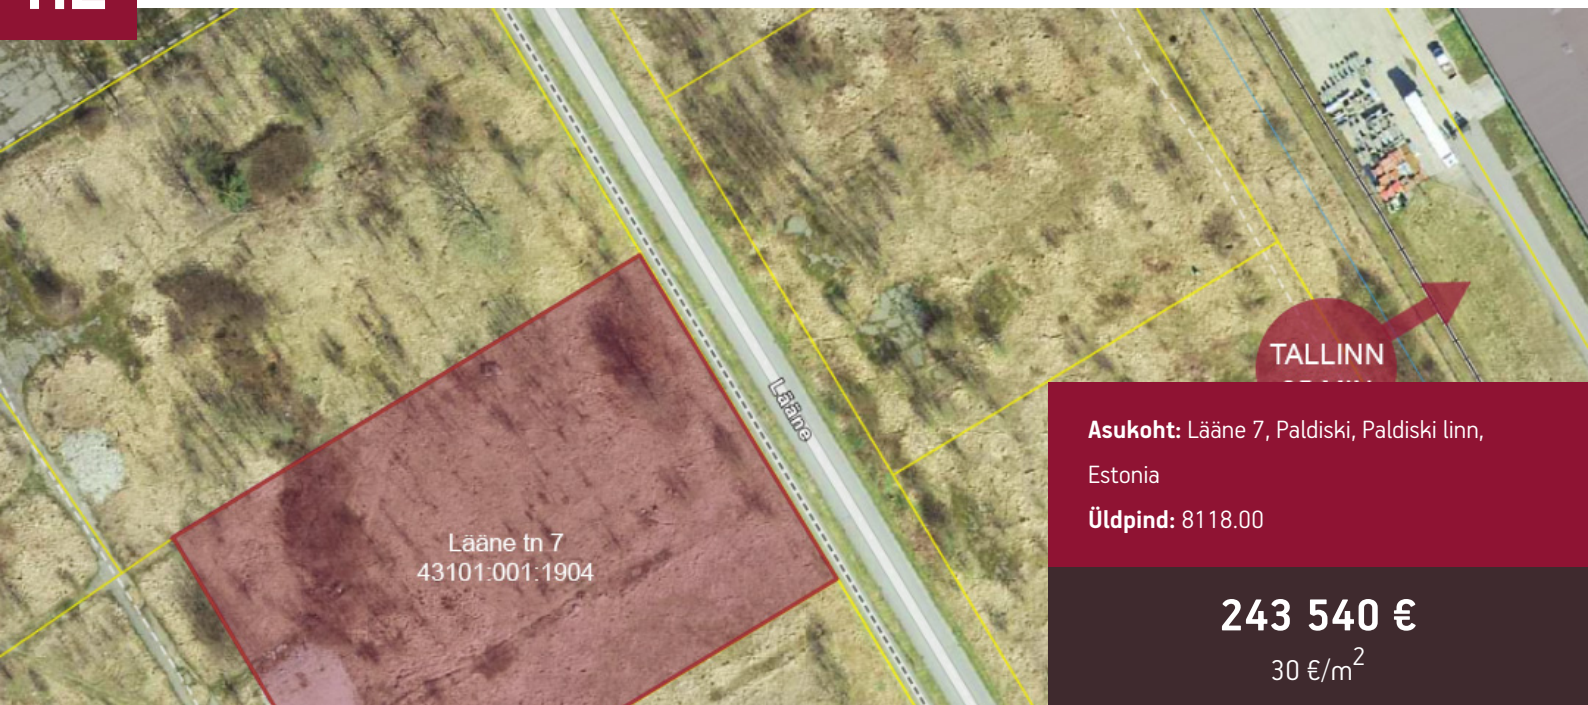 Lääne
TALLINN
Lääne tn 7
43101:001:1904
Asukoht: Lääne 7, Paldiski, Paldiski linn,
Estonia
Üldpind: 8118.00
243 540 €
30 €/m²